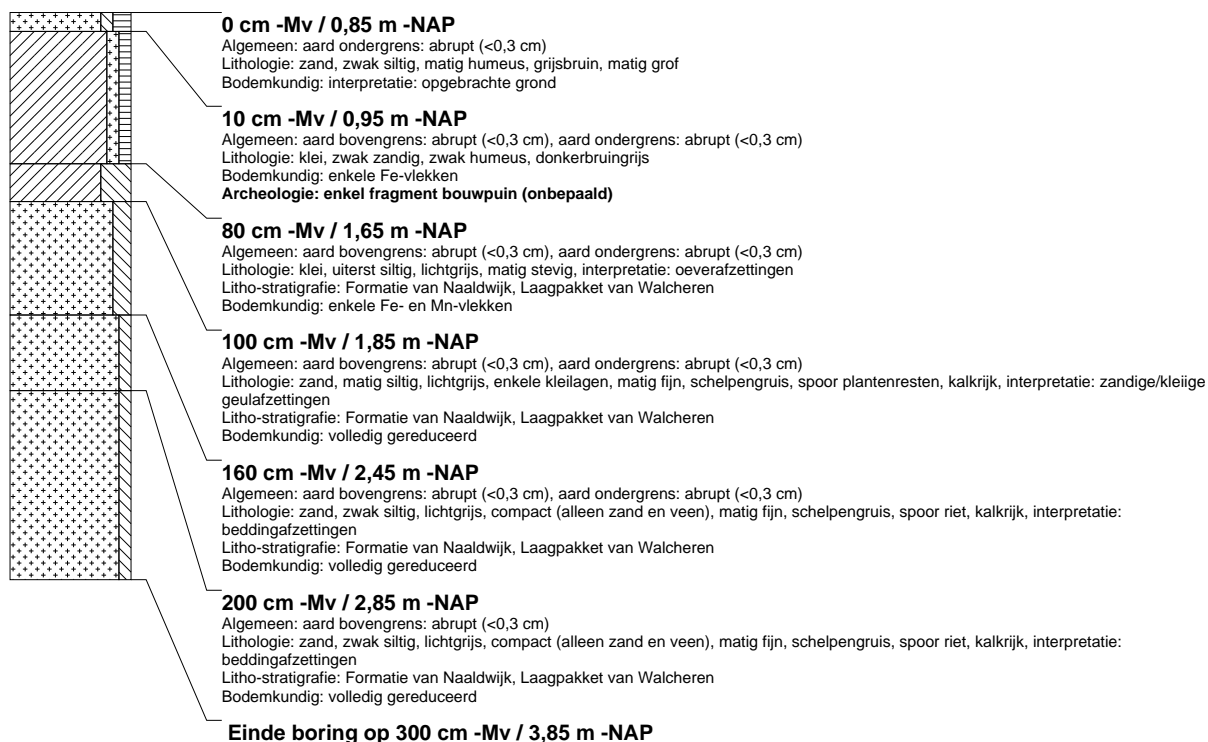 0 cm -Mv / 0,85 m -NAP
Algemeen: aard ondergrens: abrupt (<0,3 cm)
Lithologie: zand, zwak siltig, matig humeus, grijsbruin, matig grof
Bodemkundig: interpretatie: opgebrachte grond
10 cm -Mv / 0,95 m -NAP
Algemeen: aard bovengrens: abrupt (<0,3 cm), aard ondergrens: abrupt (<0,3 cm)
Lithologie: klei, zwak zandig, zwak humeus, donkerbruingrijs
Bodemkundig: enkele Fe-vlekken
Archeologie: enkel fragment bouwpuin (onbepaald)
80 cm -Mv / 1,65 m -NAP
Algemeen: aard bovengrens: abrupt (<0,3 cm), aard ondergrens: abrupt (<0,3 cm)
Lithologie: klei, uiterst siltig, lichtgrijs, matig stevig, interpretatie: oeverafzettingen
Litho-stratigrafie: Formatie van Naaldwijk, Laagpakket van Walcheren
Bodemkundig: enkele Fe- en Mn-vlekken
100 cm -Mv / 1,85 m -NAP
Algemeen: aard bovengrens: abrupt (<0,3 cm), aard ondergrens: abrupt (<0,3 cm)
Lithologie: zand, matig siltig, lichtgrijs, enkele kleilagen, matig fijn, schelpengruis, spoor plantenresten, kalkrijk, interpretatie: zandige/kleiige
geulafzettingen
Litho-stratigrafie: Formatie van Naaldwijk, Laagpakket van Walcheren
Bodemkundig: volledig gereduceerd
160 cm -Mv / 2,45 m -NAP
Algemeen: aard bovengrens: abrupt (<0,3 cm), aard ondergrens: abrupt (<0,3 cm)
Lithologie: zand, zwak siltig, lichtgrijs, compact (alleen zand en veen), matig fijn, schelpengruis, spoor riet, kalkrijk, interpretatie:
beddingafzettingen
Litho-stratigrafie: Formatie van Naaldwijk, Laagpakket van Walcheren
Bodemkundig: volledig gereduceerd
200 cm -Mv / 2,85 m -NAP
Algemeen: aard bovengrens: abrupt (<0,3 cm)
Lithologie: zand, zwak siltig, lichtgrijs, compact (alleen zand en veen), matig fijn, schelpengruis, spoor riet, kalkrijk, interpretatie:
beddingafzettingen
Litho-stratigrafie: Formatie van Naaldwijk, Laagpakket van Walcheren
Bodemkundig: volledig gereduceerd
Einde boring op 300 cm -Mv / 3,85 m -NAP